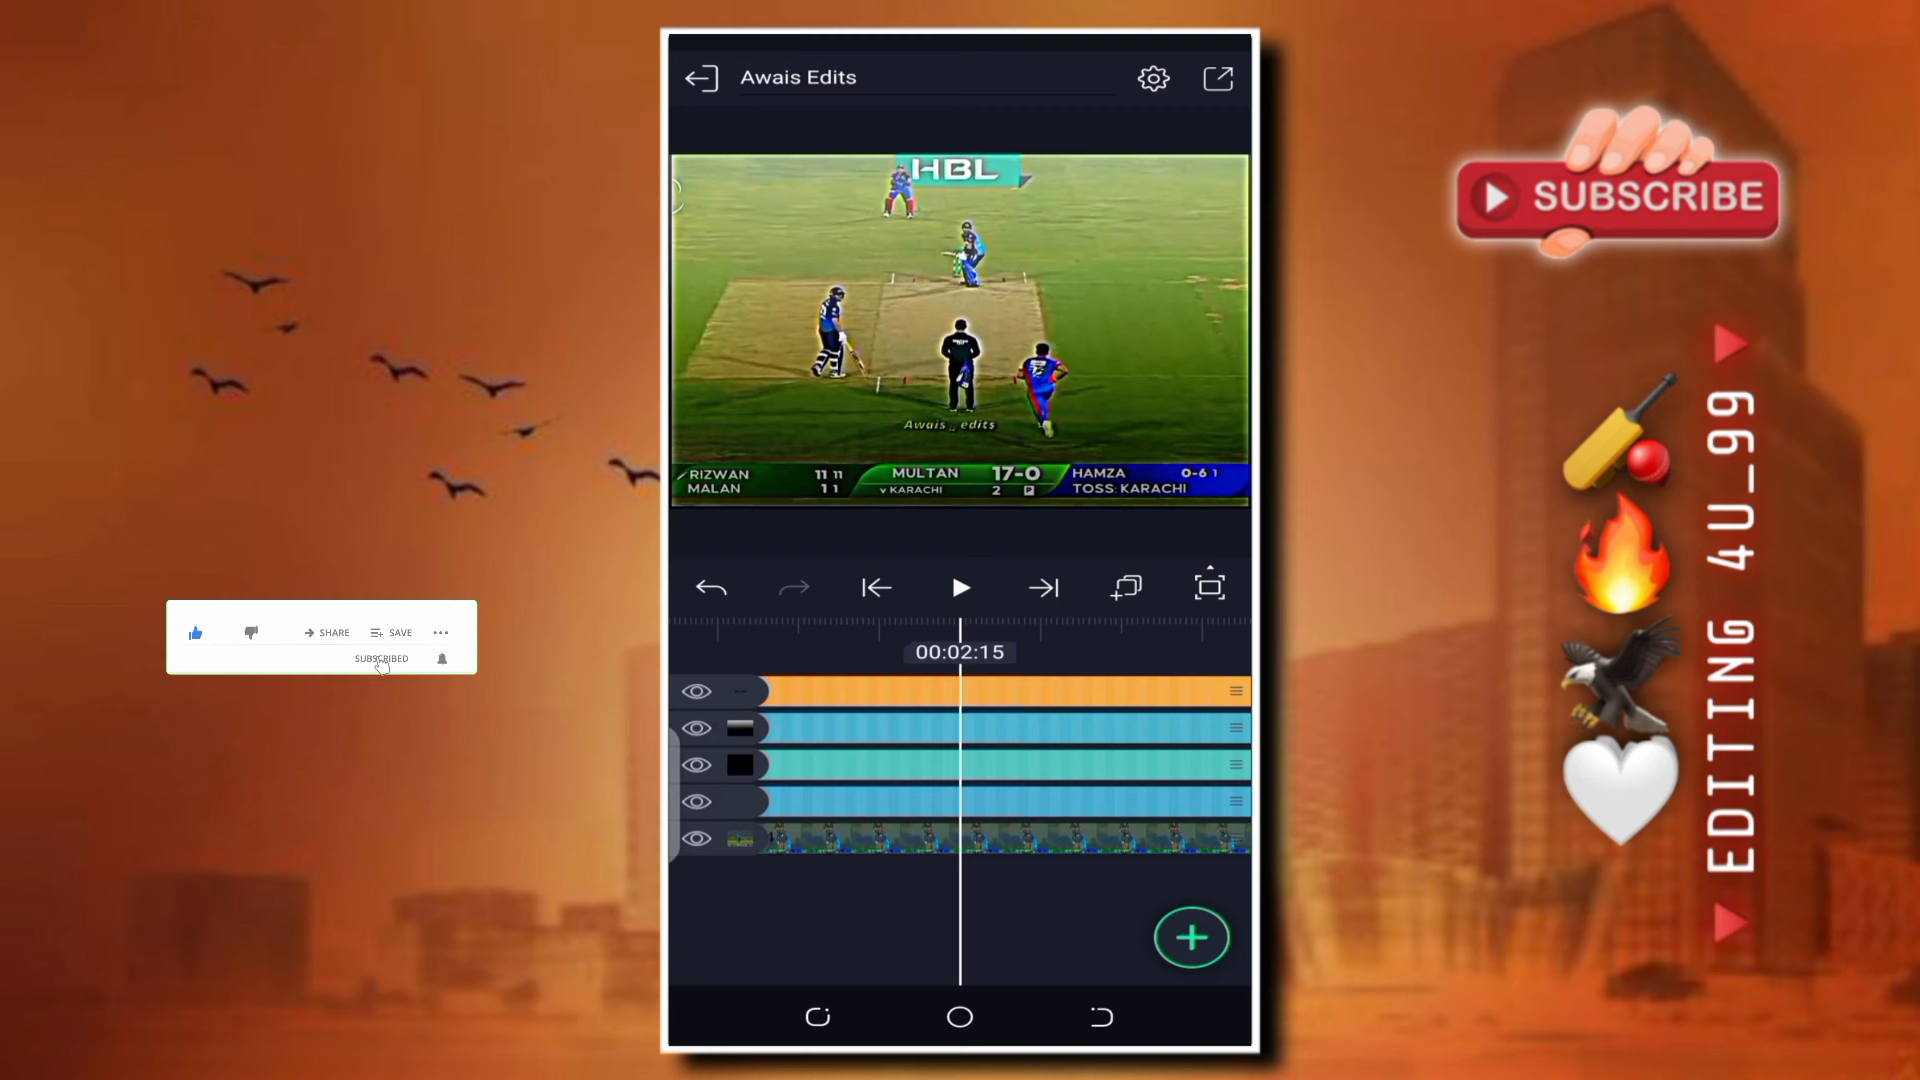 Awais Edits
HBL
Awais _ edits
RIZWAN 11 11
MALAN 1 1
MULTAN 17-0
v KARACHI 2 P
HAMZA 0-6 1
TOSS: KARACHI
00:02:15
SHARE SAVE
SUBSCRIBED
SUBSCRIBE
EDITING 4U_99